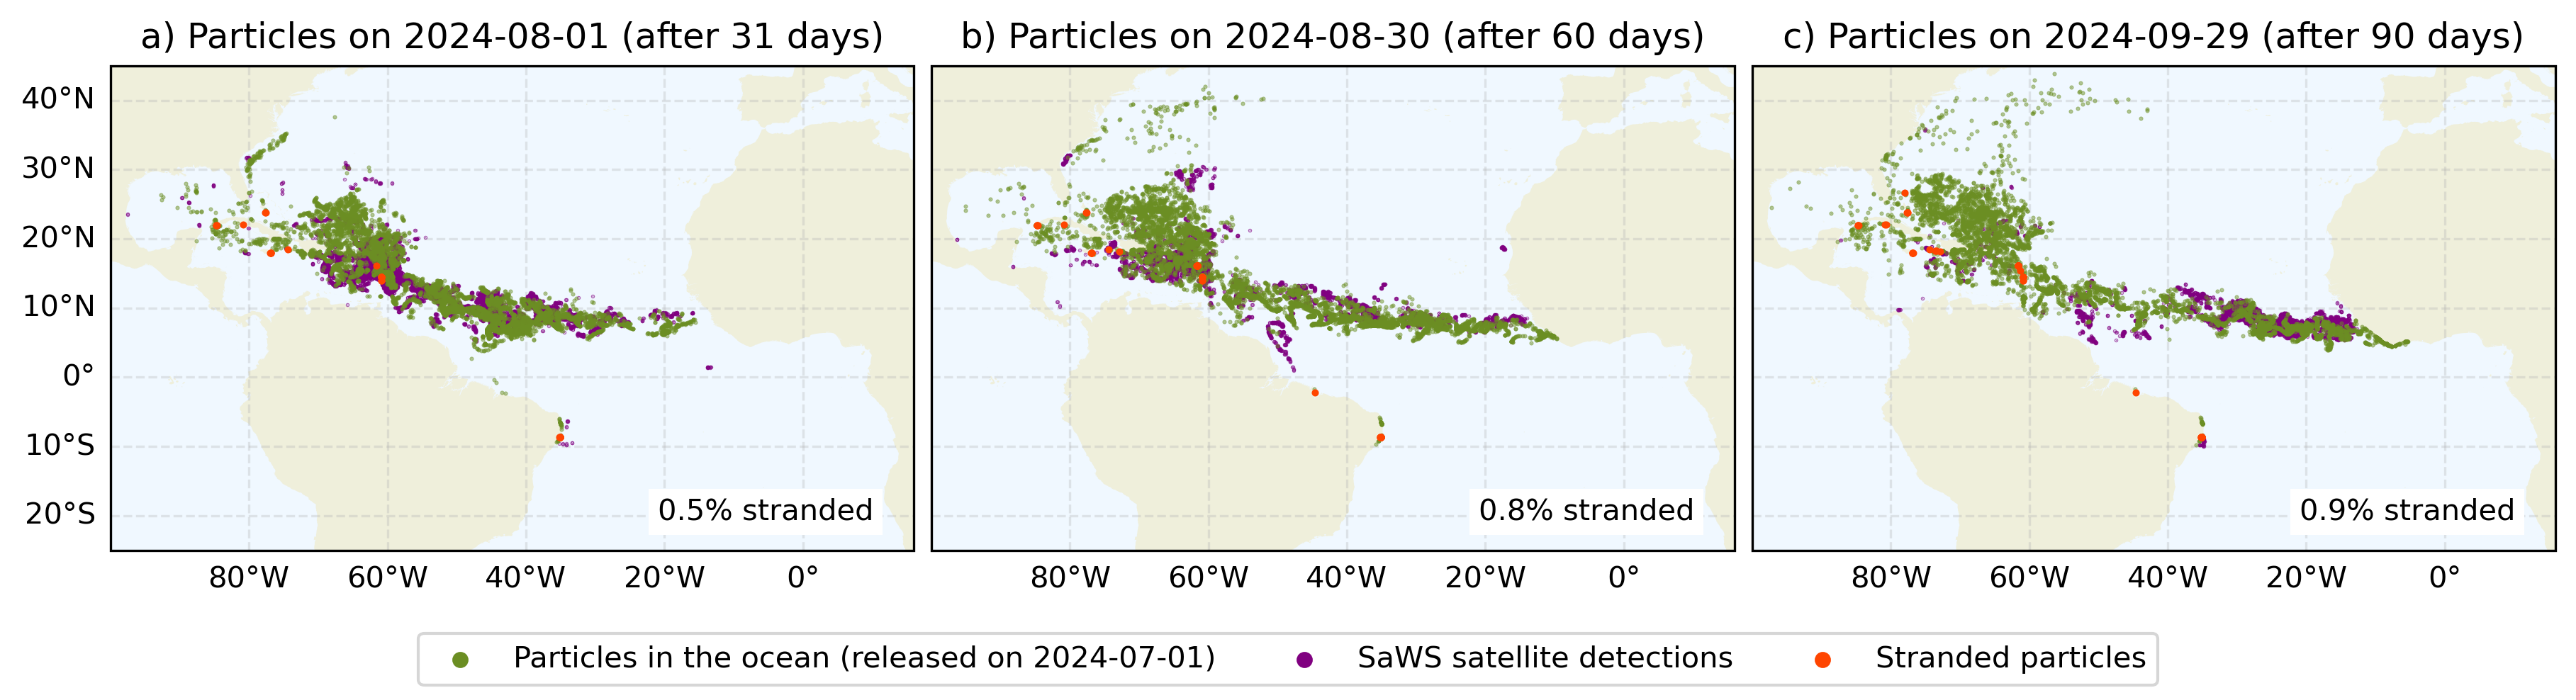 a) Particles on 2024-08-01 (after 31 days)
b) Particles on 2024-08-30 (after 60 days)
c) Particles on 2024-09-29 (after 90 days)
40°N
30°N
20°N
10°N
0°
10°S
20°S
0.5% stranded
0.8% stranded
0.9% stranded
80°W 60°W 40°W 20°W 0°
80°W 60°W 40°W 20°W 0°
80°W 60°W 40°W 20°W 0°
Particles in the ocean (released on 2024-07-01)
SaWS satellite detections
Stranded particles